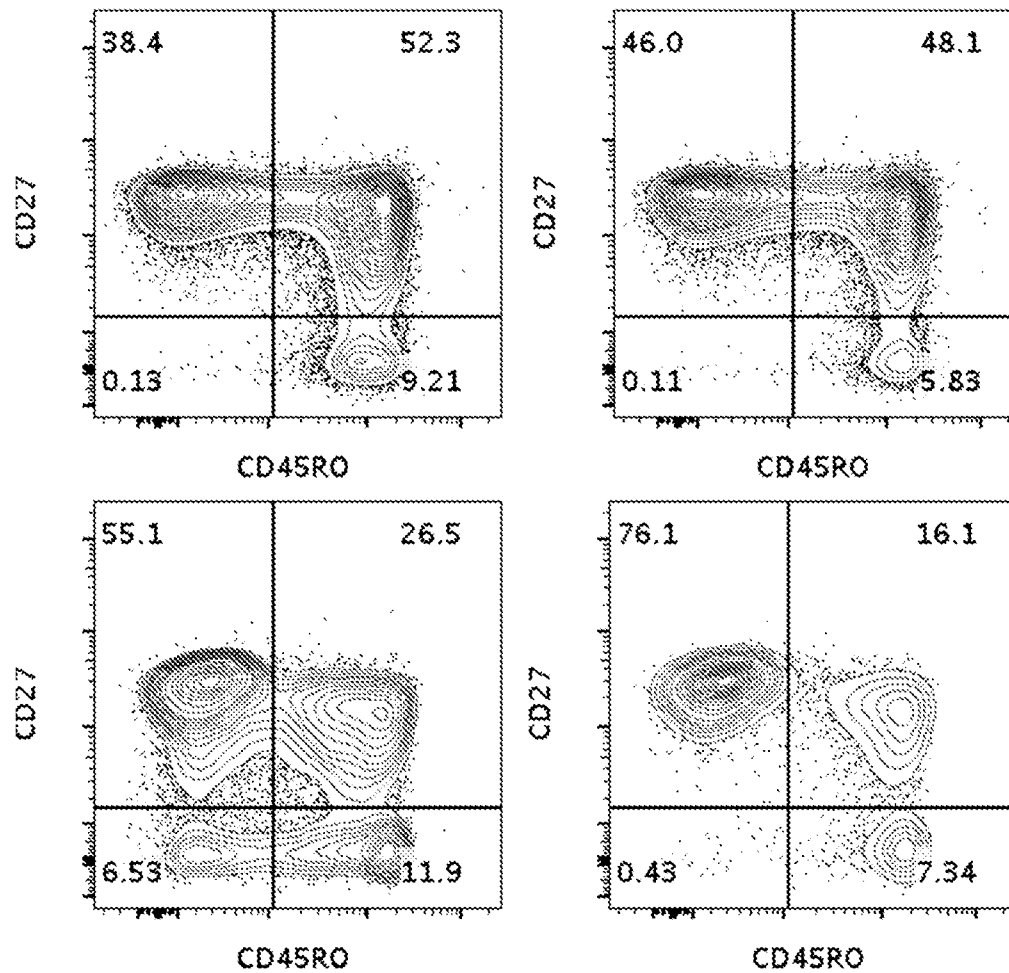 38.4 52.3
46.0 48.1
CD27
CD27
0.13 9.21
0.11 5.83
CD45RO
CD45RO
55.1 26.5
76.1 16.1
CD27
CD27
6.53 11.9
0.43 7.34
CD45RO
CD45RO